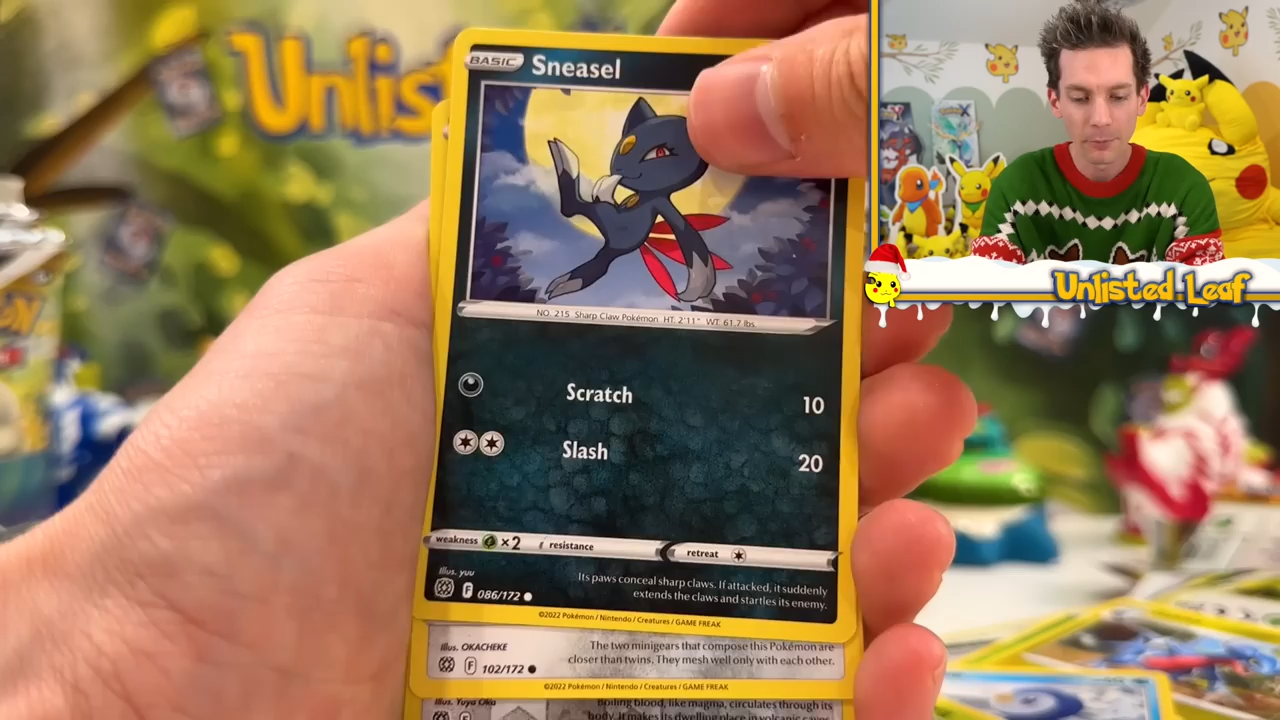 Unlis
BASIC Sneasel
NO. 215 Sharp Claw Pokémon HT: 2'11" WT: 61.7 lbs.
Scratch 10
Slash 20
weakness ×2 resistance retreat
Illus. yuu
Its paws conceal sharp claws. If attacked, it suddenly
extends the claws and startles its enemy.
F 086/172
©2022 Pokémon / Nintendo / Creatures / GAME FREAK
Illus. OKACHEKE
The two minigears that compose this Pokémon are
closer than twins. They mesh well only with each other.
F 102/172
©2022 Pokémon / Nintendo / Creatures / GAME FREAK
Illus. Yuya Oka
Boiling blood, like magma, circulates through its
body. It makes its dwelling place in volcanic caves.
Unlisted Leaf